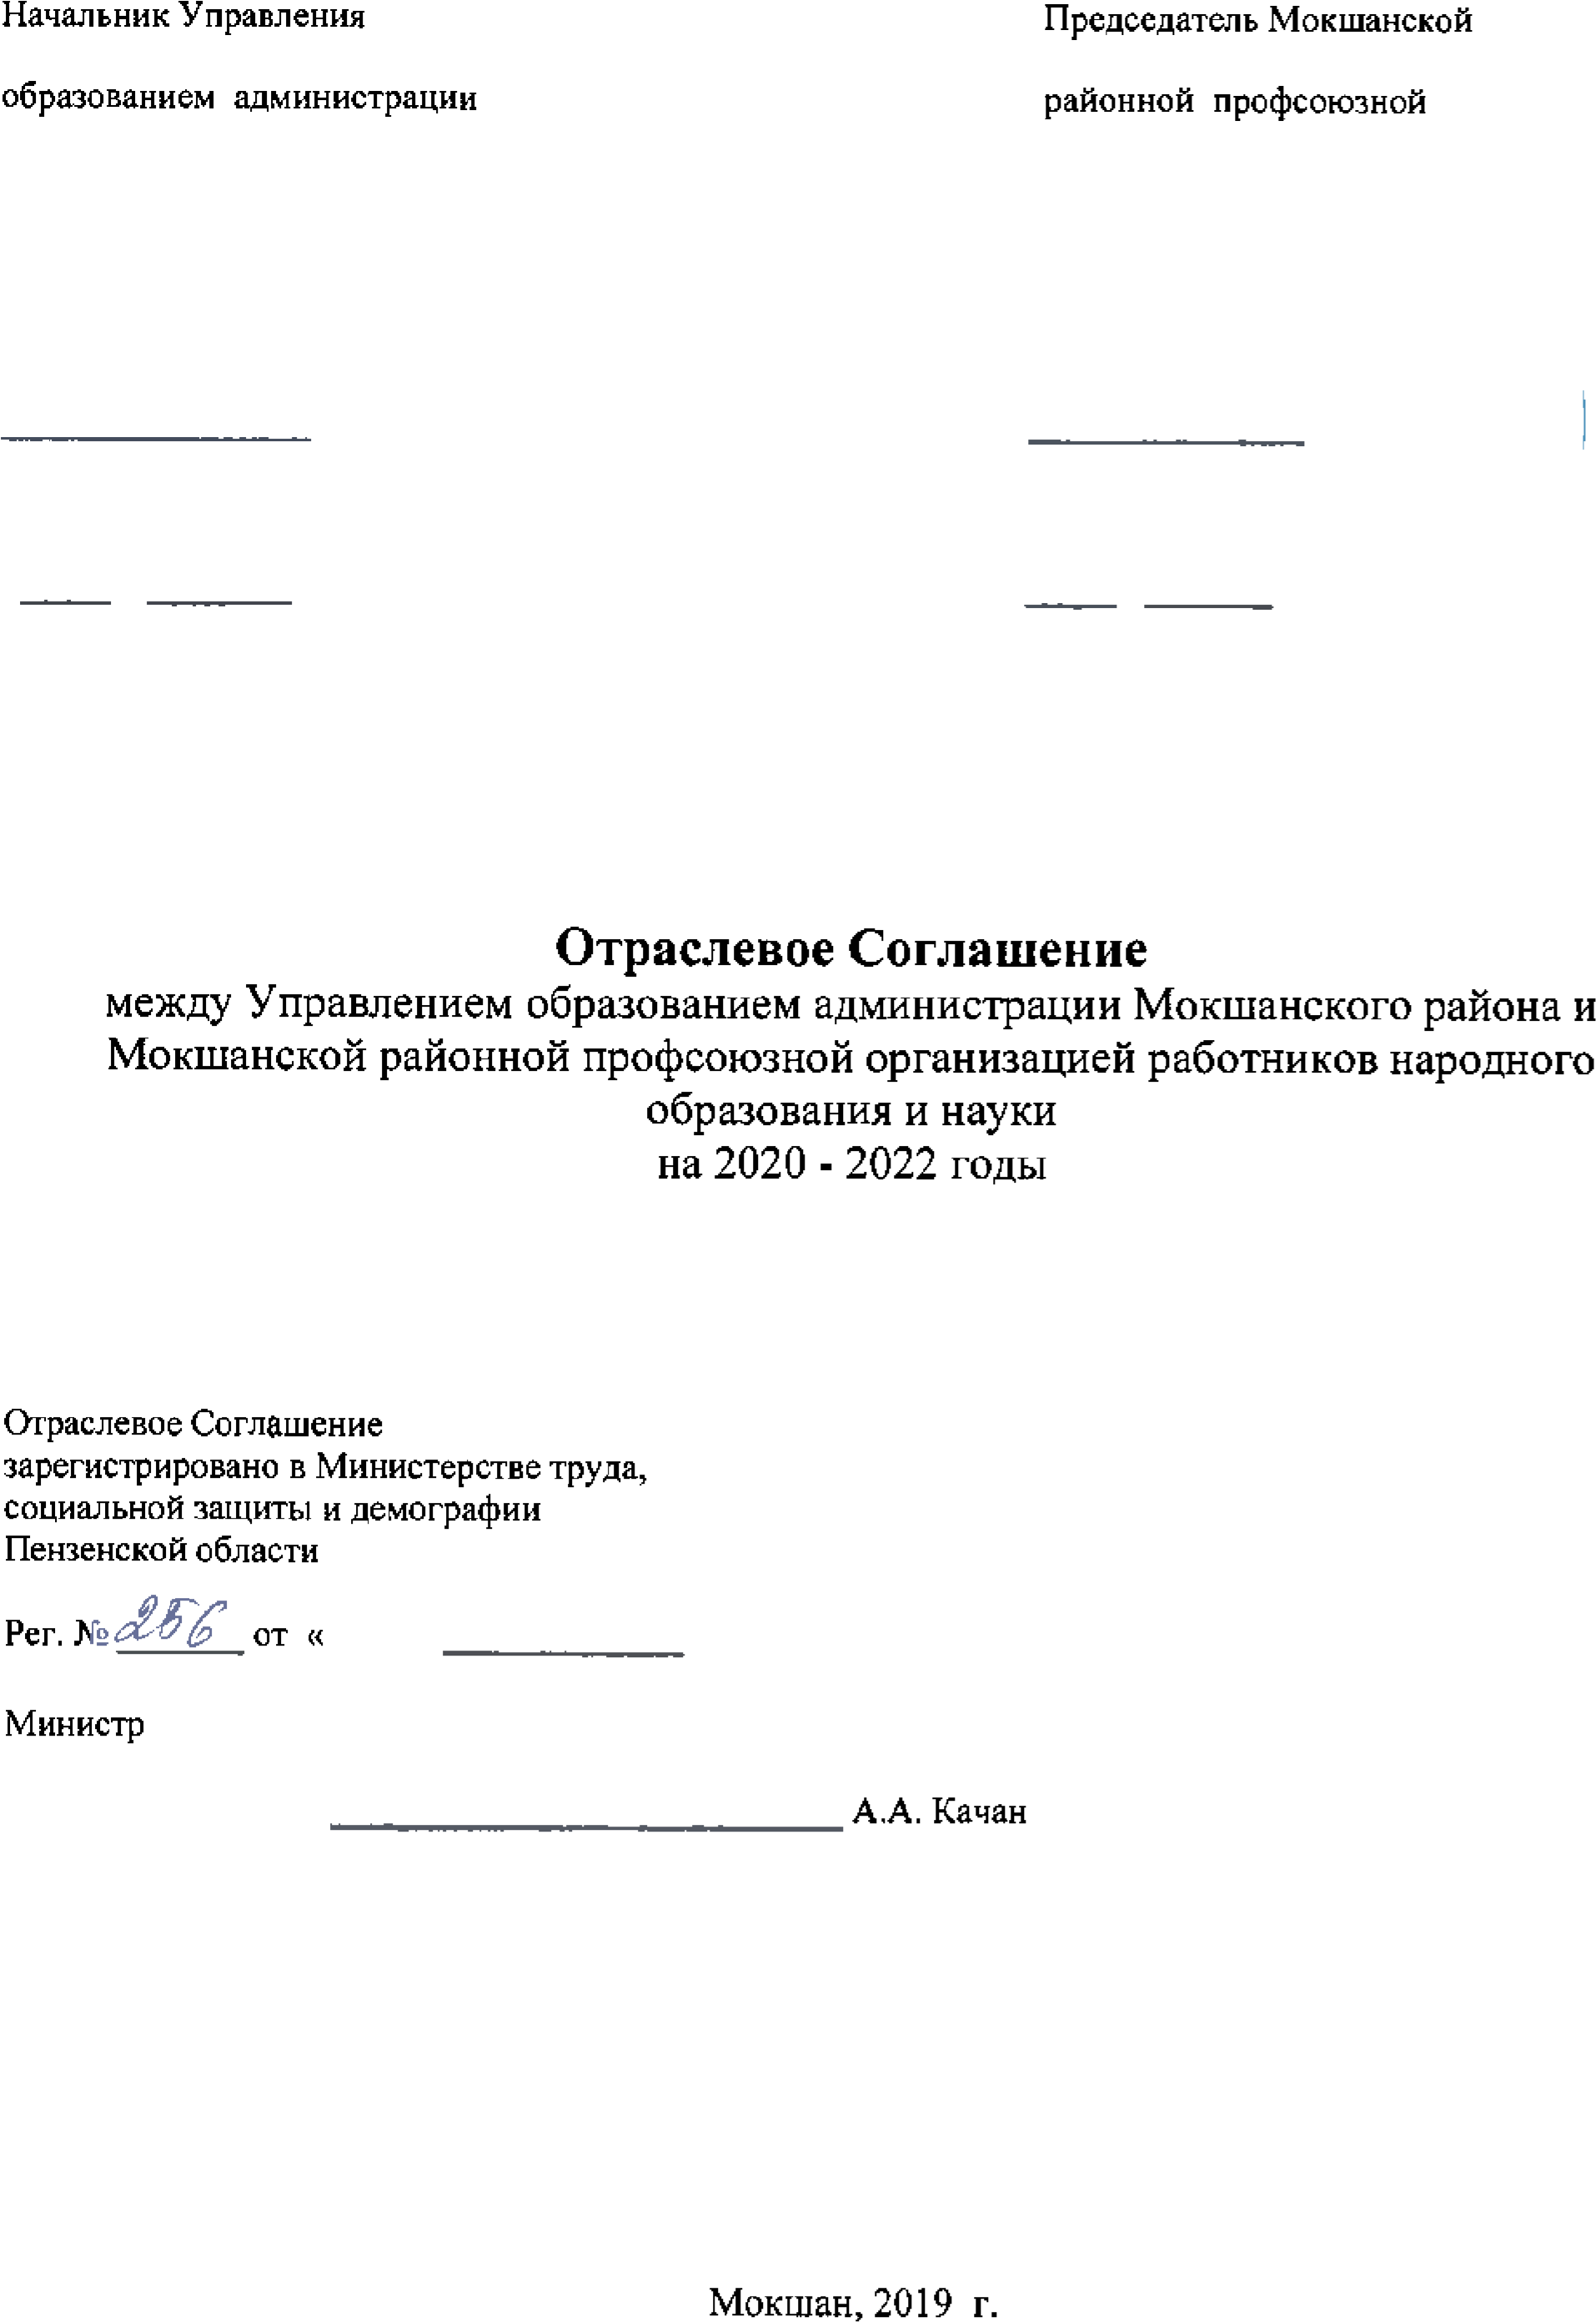 Начальник Управления
образованием администрации
Председатель Мокшанской
районной профсоюзной
Отраслевое Соглашение
между Управлением образованием администрации Мокшанского района и
Мокшанской районной профсоюзной организацией работников народного
образования и науки
на 2020 - 2022 годы
Отраслевое Соглашение
зарегистрировано в Министерстве труда,
социальной защиты и демографии
Пензенской области
Рег. № 256 от «
Министр
А.А. Качан
Мокшан, 2019 г.